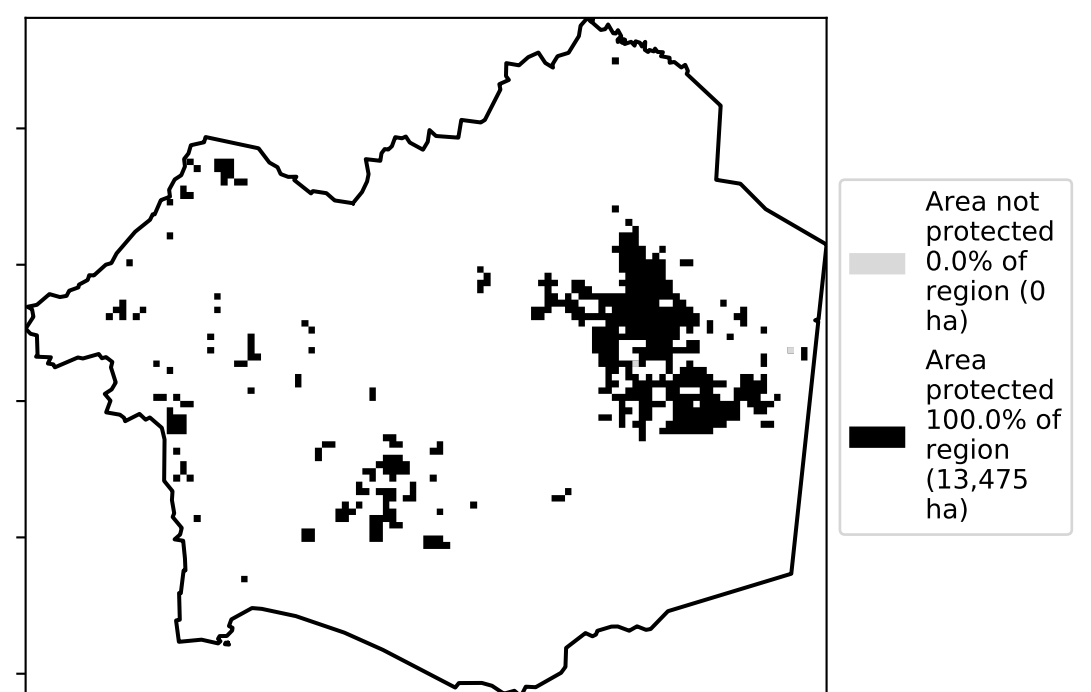 Area not
protected
0.0% of
region (0
ha)
Area
protected
100.0% of
region
(13,475
ha)